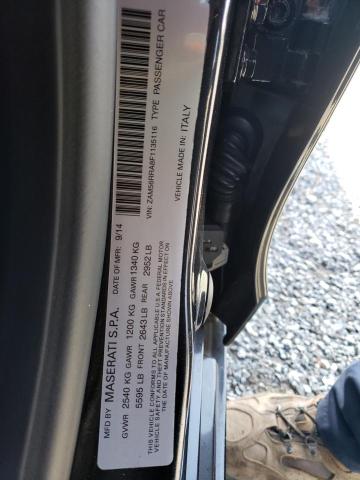 MFD BY MASERATI S.P.A. DATE OF MFR: 9/14
GVWR 2540 KG GAWR 1200 KG GAWR 1340 KG
5595 LB FRONT 2643 LB REAR 2952 LB
THIS VEHICLE CONFORMS TO ALL APPLICABLE U.S.A. FEDERAL MOTOR
VEHICLE SAFETY AND THEFT PREVENTION STANDARDS IN EFFECT ON
THE DATE OF MANUFACTURE SHOWN ABOVE.
VIN: ZAM56RRA8F1135116 TYPE PASSENGER CAR
VEHICLE MADE IN: ITALY